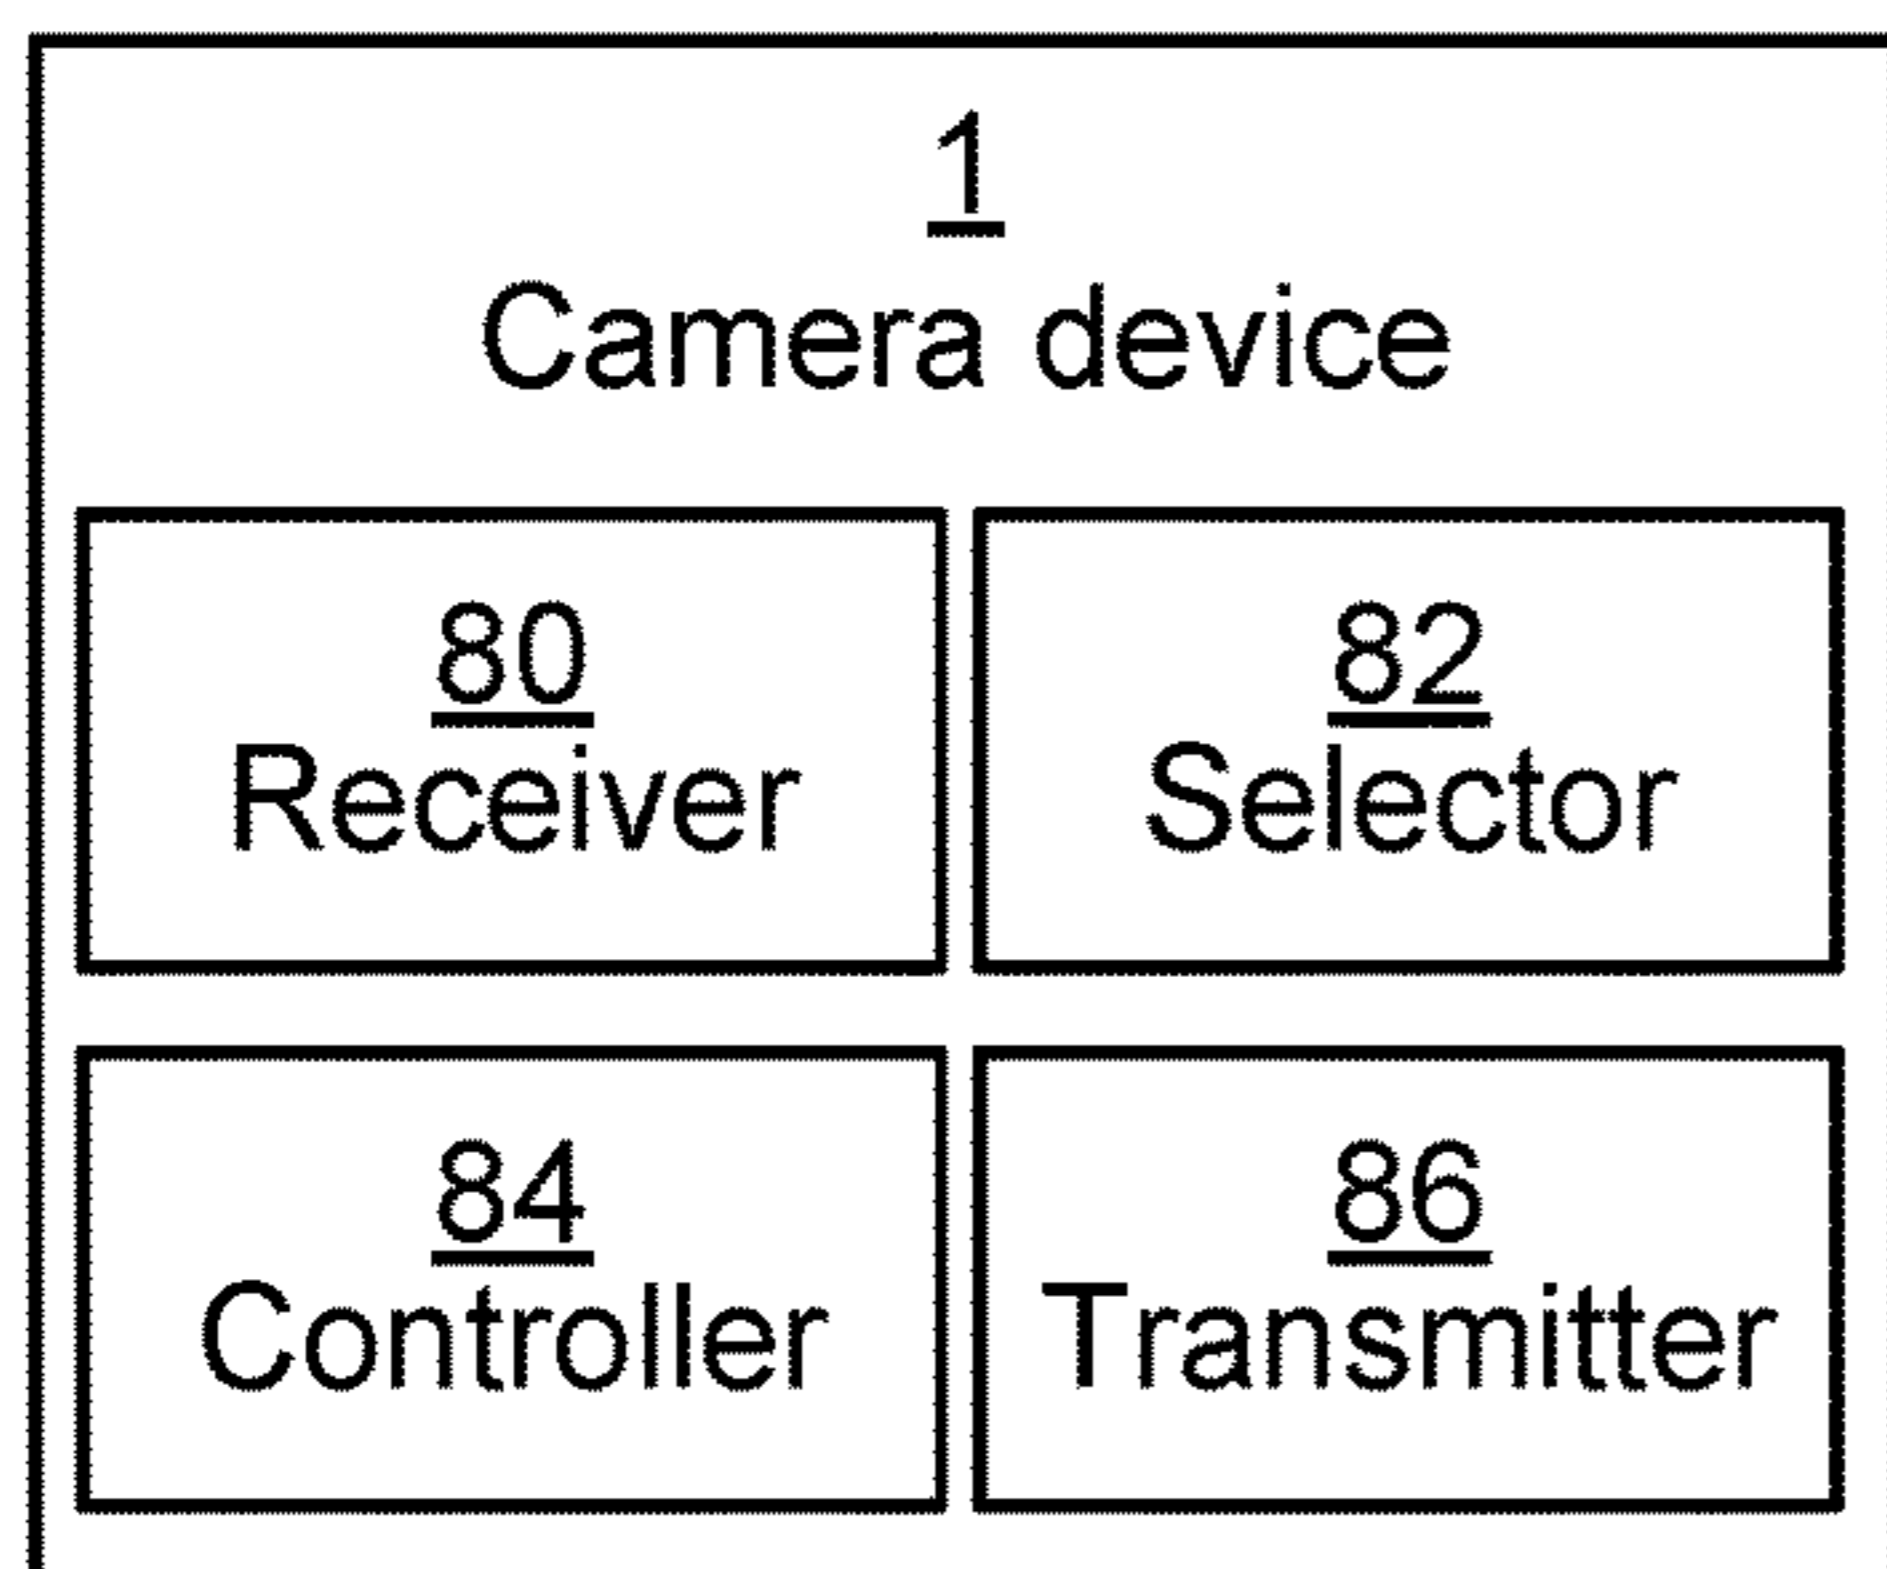 1
Camera device
80
Receiver
82
Selector
84
Controller
86
Transmitter